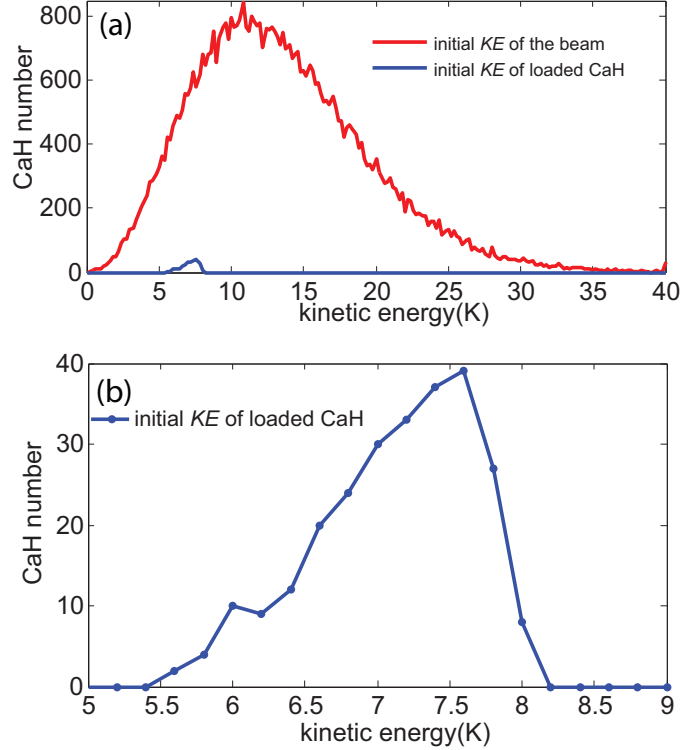 (a)
initial KE of the beam
initial KE of loaded CaH
CaH number
800
600
400
200
0
0 5 10 15 20 25 30 35 40
kinetic energy(K)
(b)
initial KE of loaded CaH
CaH number
40
30
20
10
0
5 5.5 6 6.5 7 7.5 8 8.5 9
kinetic energy(K)